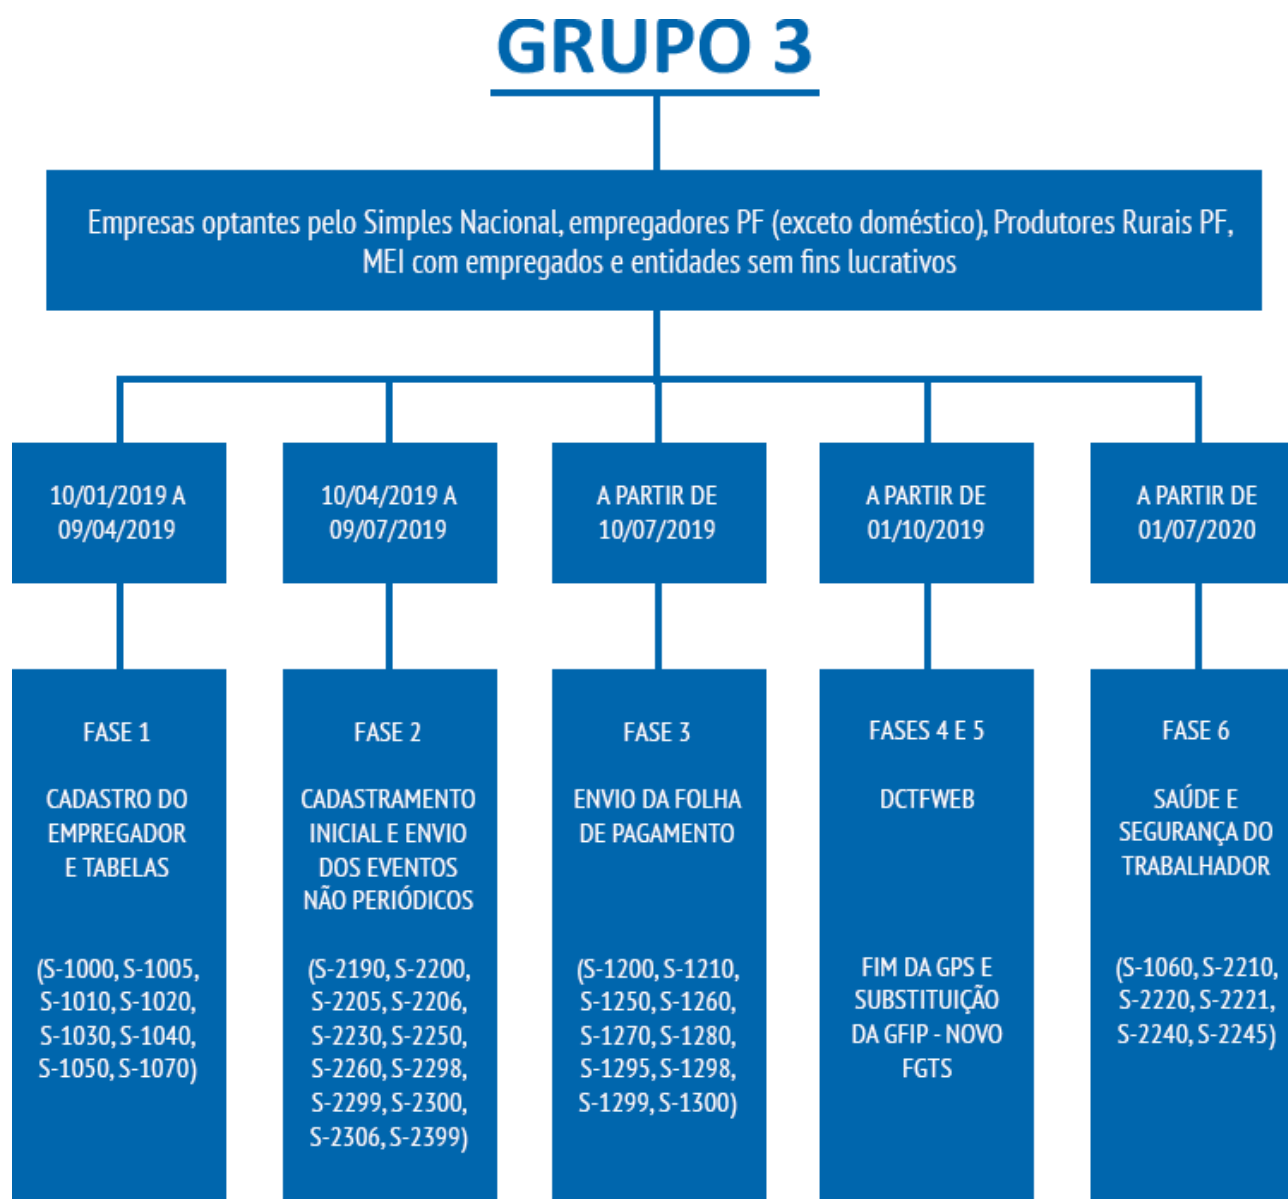 GRUPO 3
Empresas optantes pelo Simples Nacional, empregadores PF (exceto doméstico), Produtores Rurais PF,
MEI com empregados e entidades sem fins lucrativos
10/01/2019 A
09/04/2019
10/04/2019 A
09/07/2019
A PARTIR DE
10/07/2019
A PARTIR DE
01/10/2019
A PARTIR DE
01/07/2020
FASE 1
CADASTRO DO
EMPREGADOR
E TABELAS
(S-1000, S-1005,
S-1010, S-1020,
S-1030, S-1040,
S-1050, S-1070)
FASE 2
CADASTRAMENTO
INICIAL E ENVIO
DOS EVENTOS
NÃO PERIÓDICOS
(S-2190, S-2200,
S-2205, S-2206,
S-2230, S-2250,
S-2260, S-2298,
S-2299, S-2300,
S-2306, S-2399)
FASE 3
ENVIO DA FOLHA
DE PAGAMENTO
(S-1200, S-1210,
S-1250, S-1260,
S-1270, S-1280,
S-1295, S-1298,
S-1299, S-1300)
FASES 4 E 5
DCTFWEB
FIM DA GPS E
SUBSTITUIÇÃO
DA GFIP - NOVO
FGTS
FASE 6
SAÚDE E
SEGURANÇA DO
TRABALHADOR
(S-1060, S-2210,
S-2220, S-2221,
S-2240, S-2245)